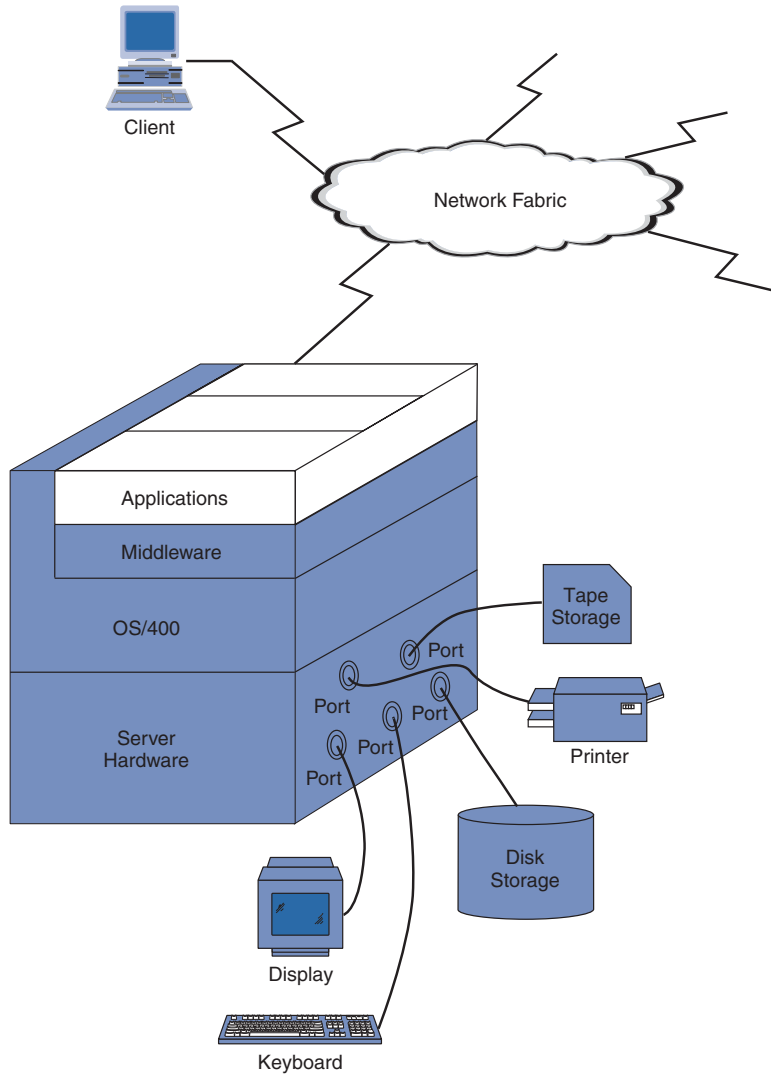 Client
Network Fabric
Applications
Middleware
OS/400
Tape
Storage
Port
Port
Port
Port
Port
Server
Hardware
Printer
Disk
Storage
Display
Keyboard